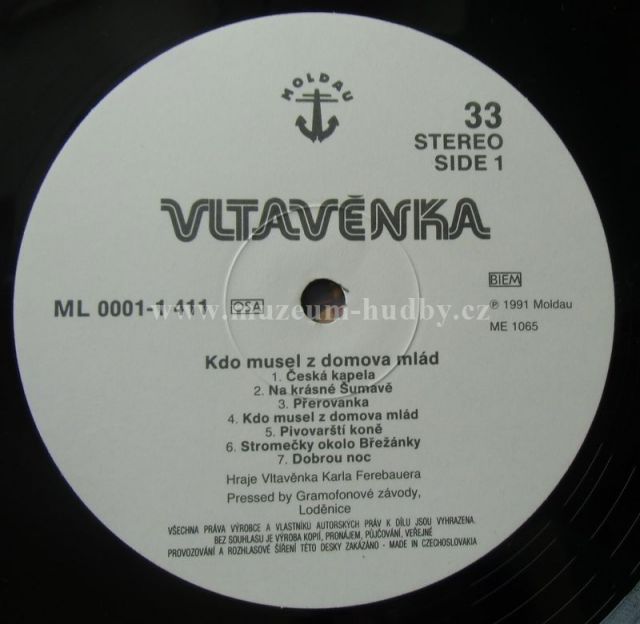 MOLDAU
33
STEREO
SIDE 1
VLTAVĚNKA
BIEM
ML 0001-1 411 OSA
℗ 1991 Moldau
ME 1065
www.muzeum-hudby.cz
Kdo musel z domova mlád
1. Česká kapela
2. Na krásné Šumavě
3. Přerovanka
4. Kdo musel z domova mlád
5. Pivovarští koně
6. Stromečky okolo Břežánky
7. Dobrou noc
Hraje Vltavěnka Karla Ferebauera
Pressed by Gramofonové závody,
Loděnice
VŠECHNA PRÁVA VÝROBCE A VLASTNÍKŮ AUTORSKÝCH PRÁV K DÍLU JSOU VYHRAZENA.
BEZ SOUHLASU JE VÝROBA KOPIÍ, PRONÁJEM, PŮJČOVÁNÍ, VEŘEJNÉ
PROVOZOVÁNÍ A ROZHLASOVÉ ŠÍŘENÍ TÉTO DESKY ZAKÁZÁNO - MADE IN CZECHOSLOVAKIA